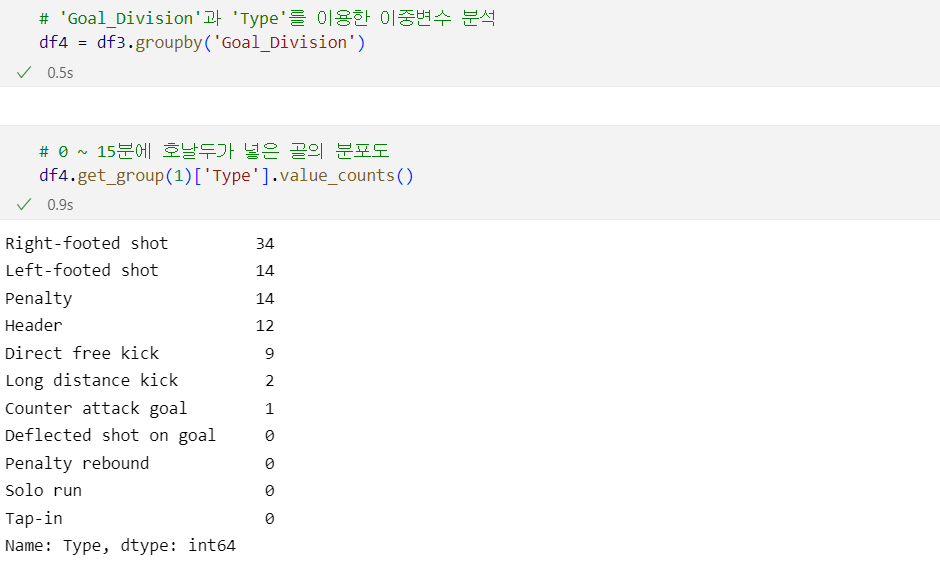 # 'Goal_Division'과 'Type'를 이용한 이중변수 분석
df4 = df3.groupby('Goal_Division')
✓ 0.5s
# 0 ~ 15분에 호날두가 넣은 골의 분포도
df4.get_group(1)['Type'].value_counts()
✓ 0.9s
Right-footed shot 34
Left-footed shot 14
Penalty 14
Header 12
Direct free kick 9
Long distance kick 2
Counter attack goal 1
Deflected shot on goal 0
Penalty rebound 0
Solo run 0
Tap-in 0
Name: Type, dtype: int64